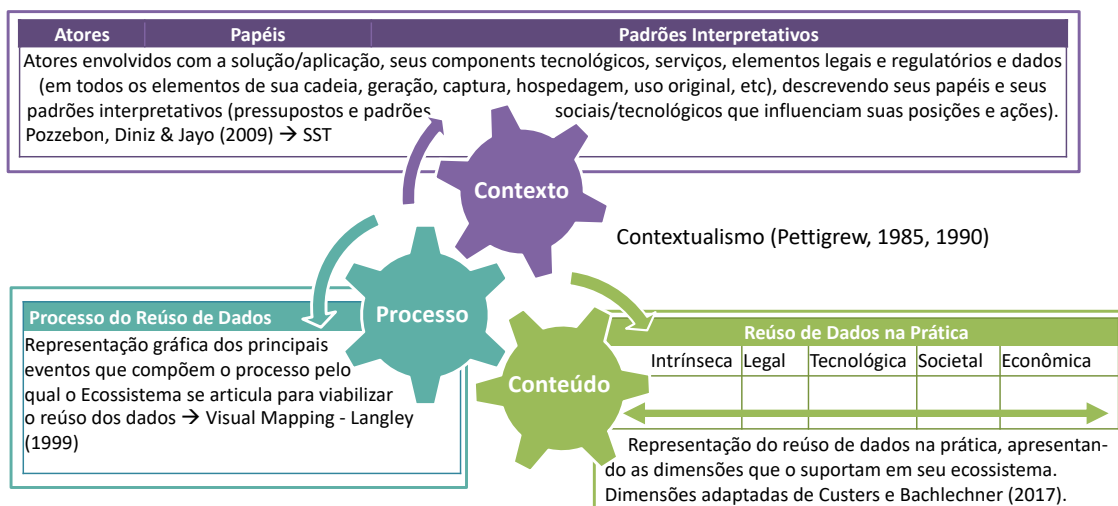 Atores Papéis Padrões Interpretativos
Atores envolvidos com a solução/aplicação, seus components tecnológicos, serviços, elementos legais e regulatórios e dados
(em todos os elementos de sua cadeia, geração, captura, hospedagem, uso original, etc), descrevendo seus papéis e seus
padrões interpretativos (pressupostos e padrões sociais/tecnológicos que influenciam suas posições e ações).
Pozzebon, Diniz & Jayo (2009) → SST
Contexto
Contextualismo (Pettigrew, 1985, 1990)
Processo
Processo do Reúso de Dados
Representação gráfica dos principais
eventos que compõem o processo pelo
qual o Ecossistema se articula para viabilizar
o reúso dos dados → Visual Mapping - Langley
(1999)
Conteúdo
Reúso de Dados na Prática
Intrínseca Legal Tecnológica Societal Econômica
Representação do reúso de dados na prática, apresentan-
do as dimensões que o suportam em seu ecossistema.
Dimensões adaptadas de Custers e Bachlechner (2017).